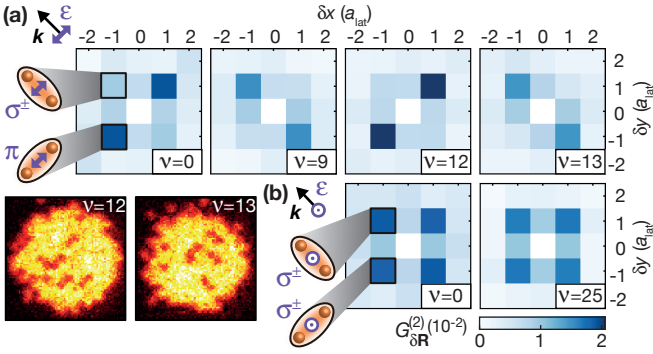 (a) k ε δx (a_lat)
-2 -1 0 1 2 -2 -1 0 1 2 -2 -1 0 1 2 -2 -1 0 1 2
2
1
0
-1
-2
δy (a_lat)
σ±
π
ν=0 ν=9 ν=12 ν=13
ν=12 ν=13
(b) ε
k
2
1
0
-1
-2
δy (a_lat)
σ±
σ±
ν=0 ν=25
G^(2)_δR (10^-2)
0 1 2